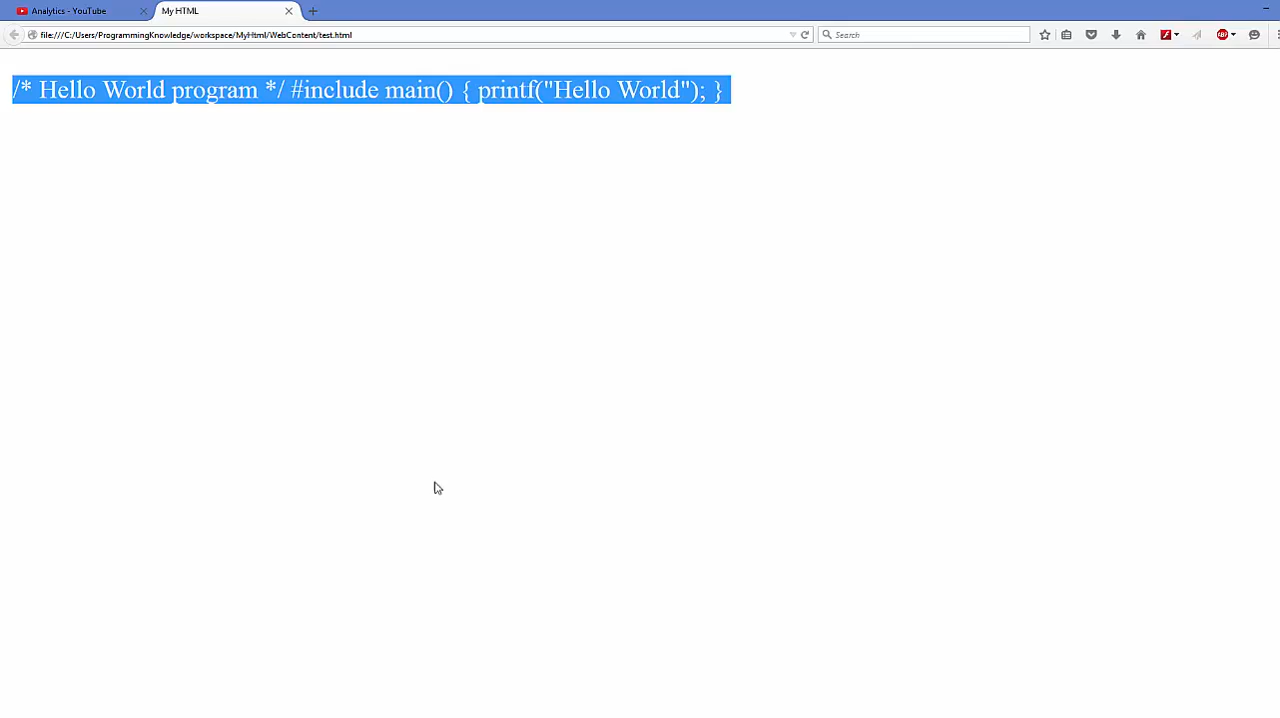 Analytics - YouTube
My HTML
file:///C:/Users/ProgrammingKnowledge/workspace/MyHtml/WebContent/test.html
Search
ABP
/* Hello World program */ #include main() { printf("Hello World"); }